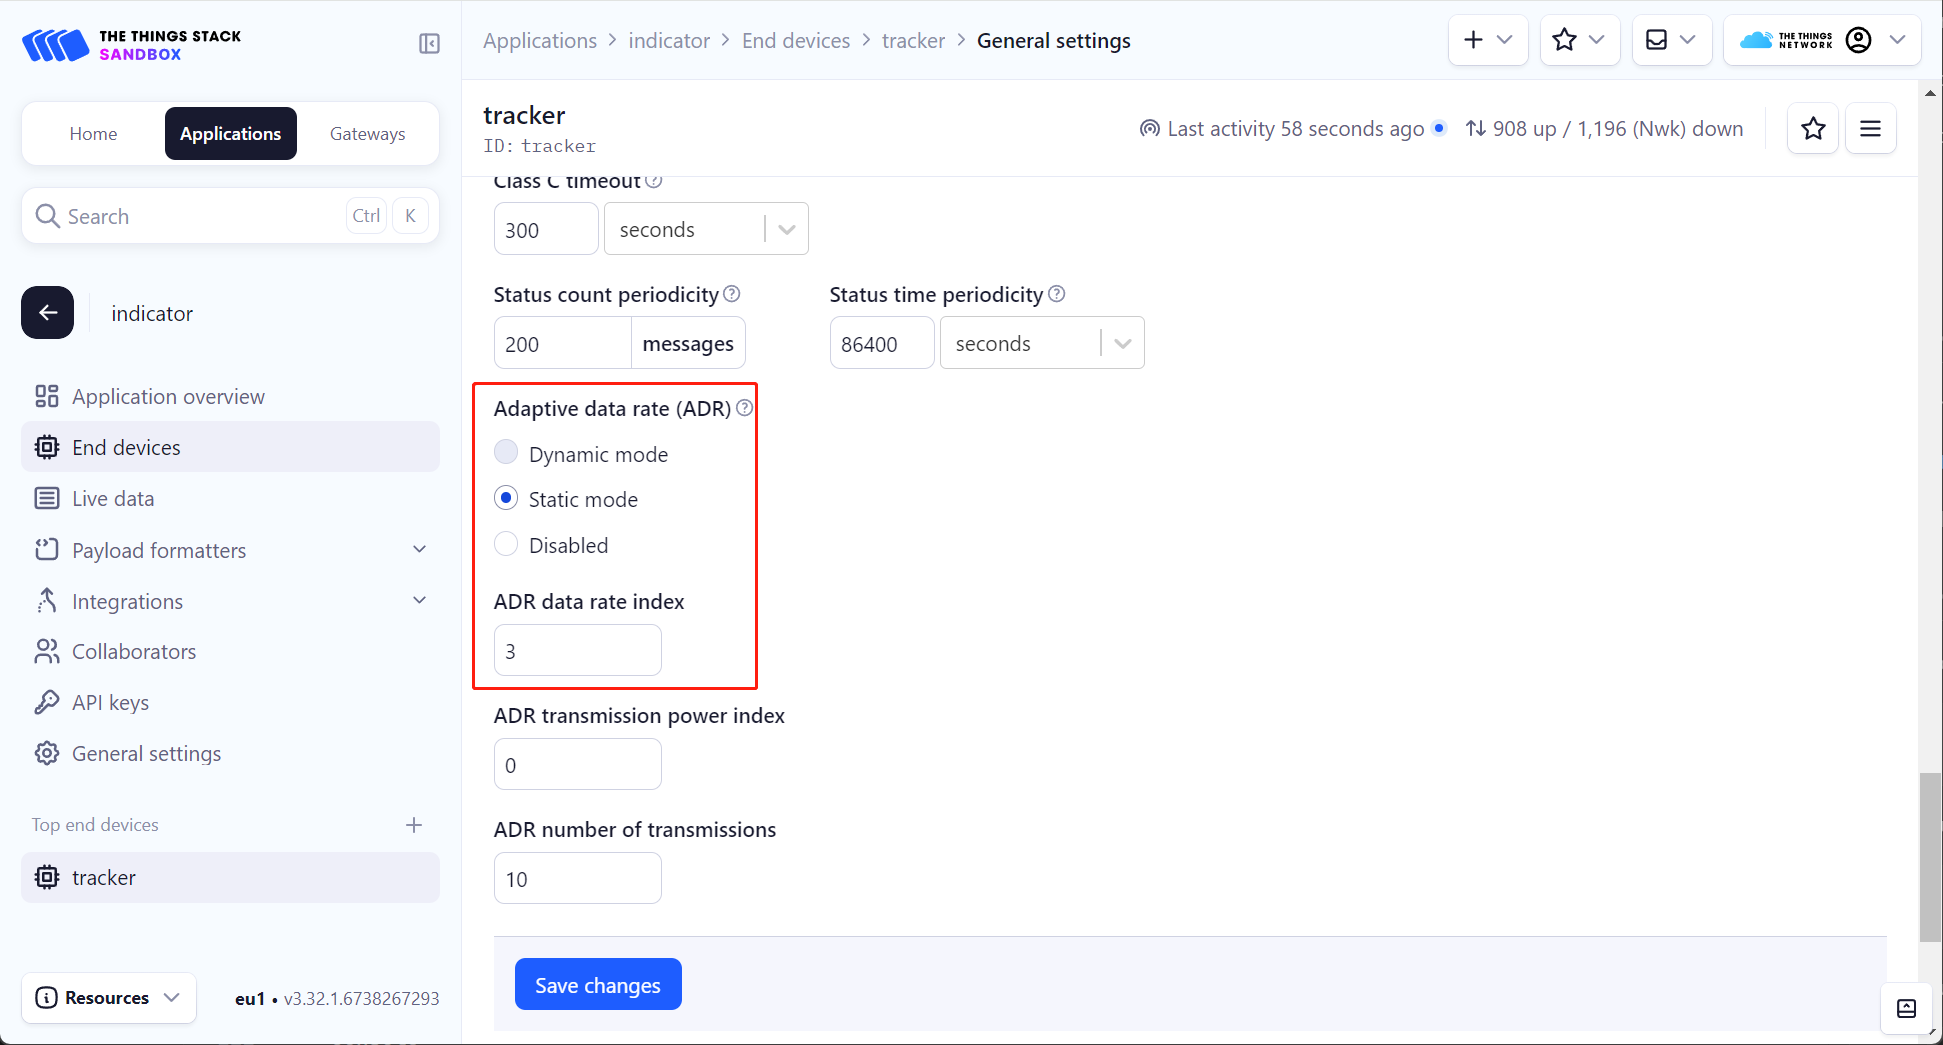 THE THINGS STACK
SANDBOX
Applications > indicator > End devices > tracker > General settings
THE THINGS
NETWORK
Home
Applications
Gateways
Search
Ctrl
K
indicator
Application overview
End devices
Live data
Payload formatters
Integrations
Collaborators
API keys
General settings
Top end devices
tracker
Resources
eu1 • v3.32.1.6738267293
tracker
ID: tracker
Last activity 58 seconds ago
908 up / 1,196 (Nwk) down
Class C timeout
300
seconds
Status count periodicity
200
messages
Status time periodicity
86400
seconds
Adaptive data rate (ADR)
Dynamic mode
Static mode
Disabled
ADR data rate index
3
ADR transmission power index
0
ADR number of transmissions
10
Save changes